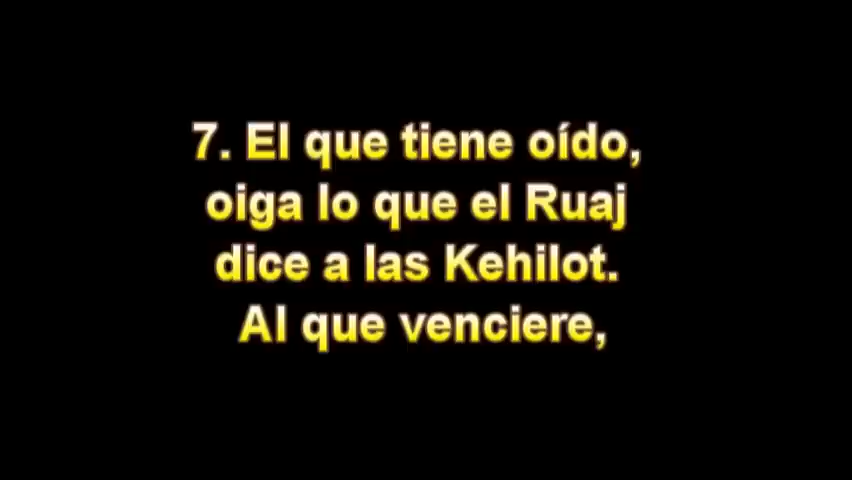 7. El que tiene oído,
oiga lo que el Ruaj
dice a las Kehilot.
Al que venciere,